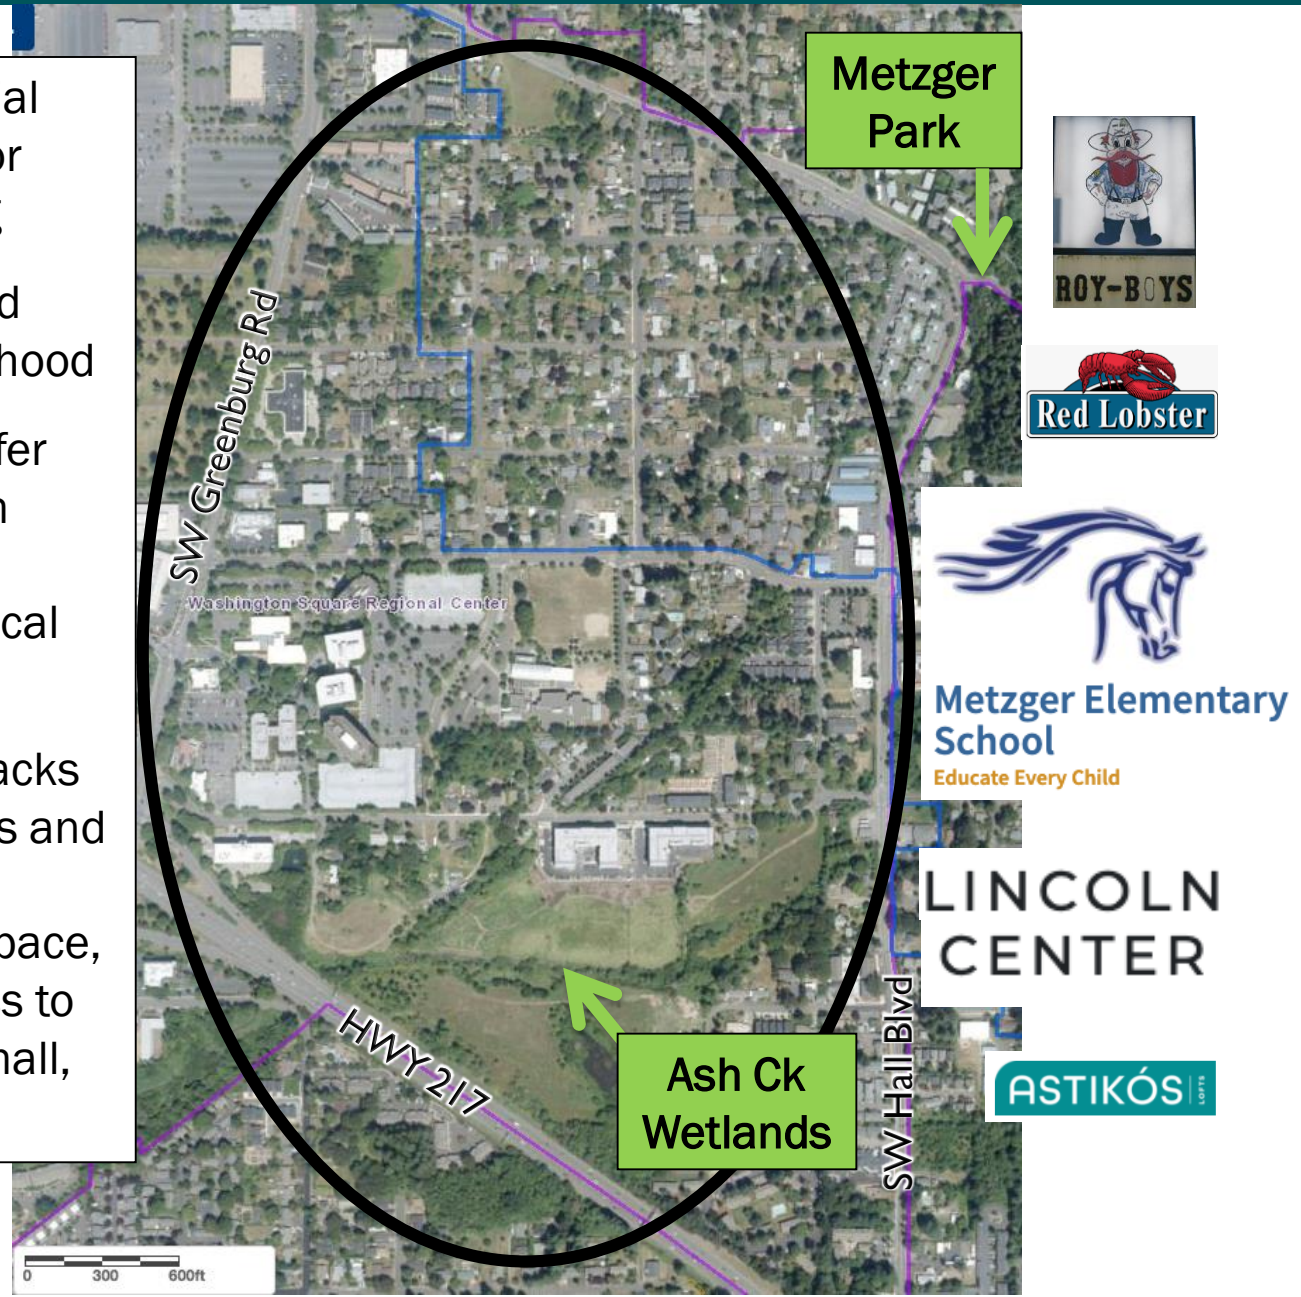 al
or
g
d
hood
fer
n
cal
acks
s and
pace,
s to
nall,
Metzger
Park
ROY-BOYS
Red Lobster
SW Greenburg Rd
Washington Square Regional Center
Metzger Elementary
School
Educate Every Child
LINCOLN
CENTER
HWY 217
Ash Ck
Wetlands
SW Hall Blvd
ASTIKÓS LOFTS
0 300 600ft